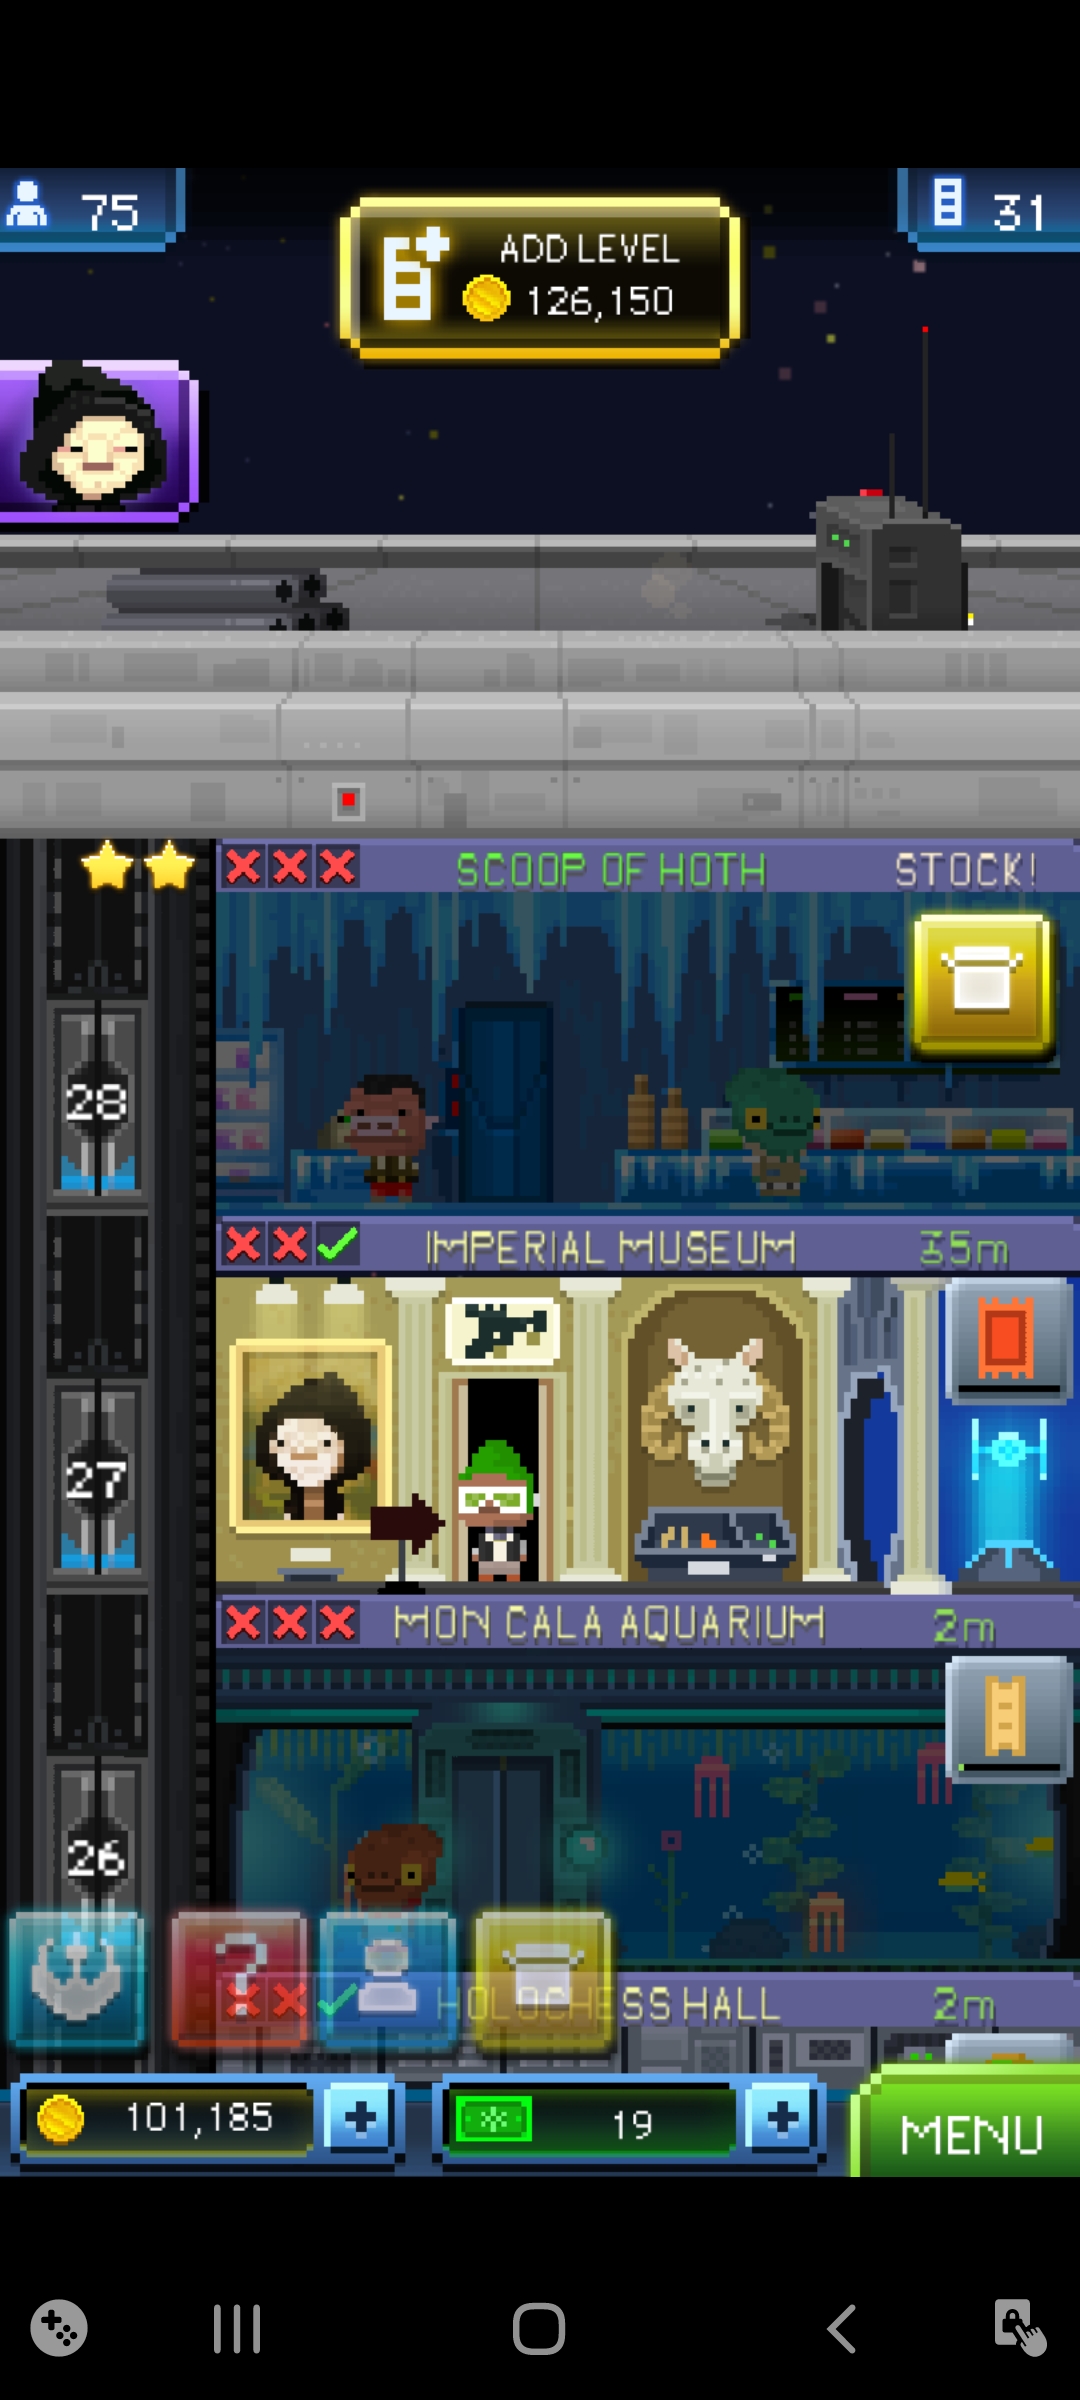 75
ADD LEVEL
126,150
31
SCOOP OF HOTH
STOCK!
28
IMPERIAL MUSEUM
35m
27
MON CALA AQUARIUM
2m
26
?
HOLOCHESS HALL
2m
101,185
+
19
+
MENU